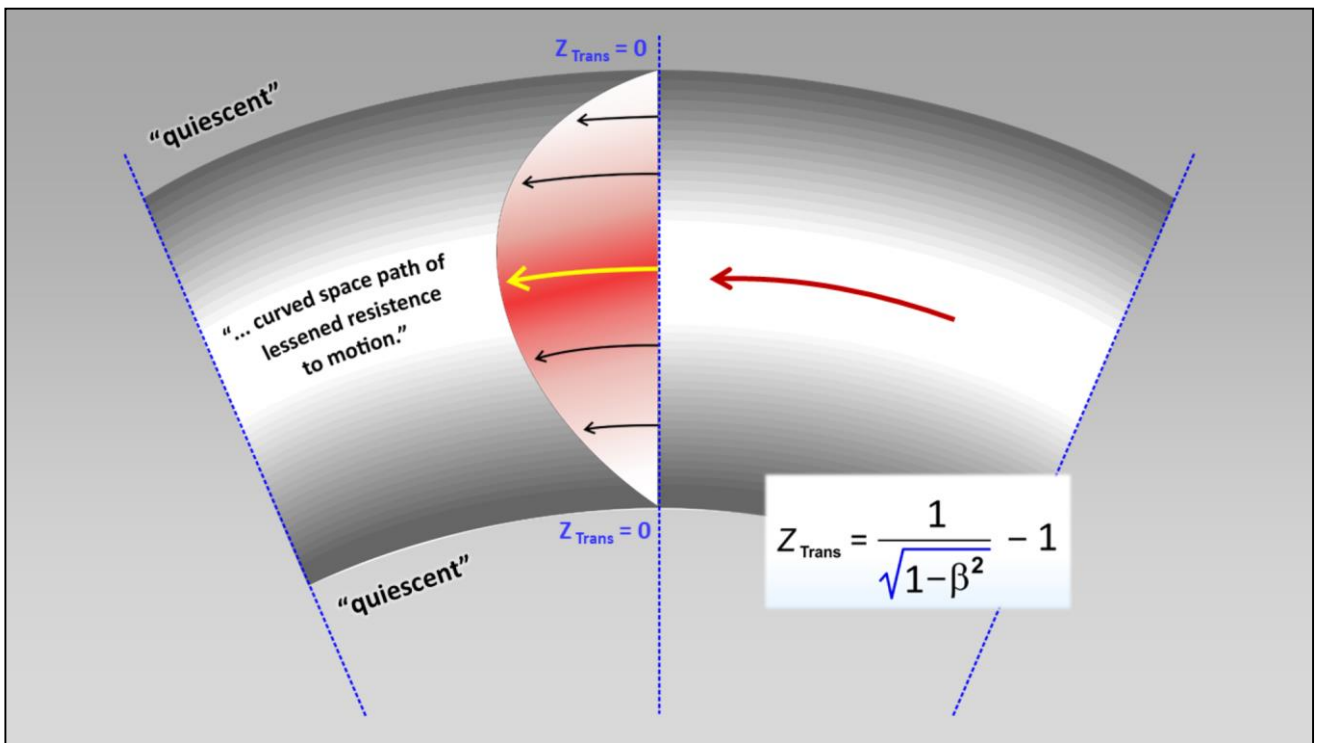 Z Trans = 0
“quiescent”
“... curved space path of
lessened resistence
to motion.”
Z Trans = 0
“quiescent”
Z Trans = 1 / √1−β² − 1